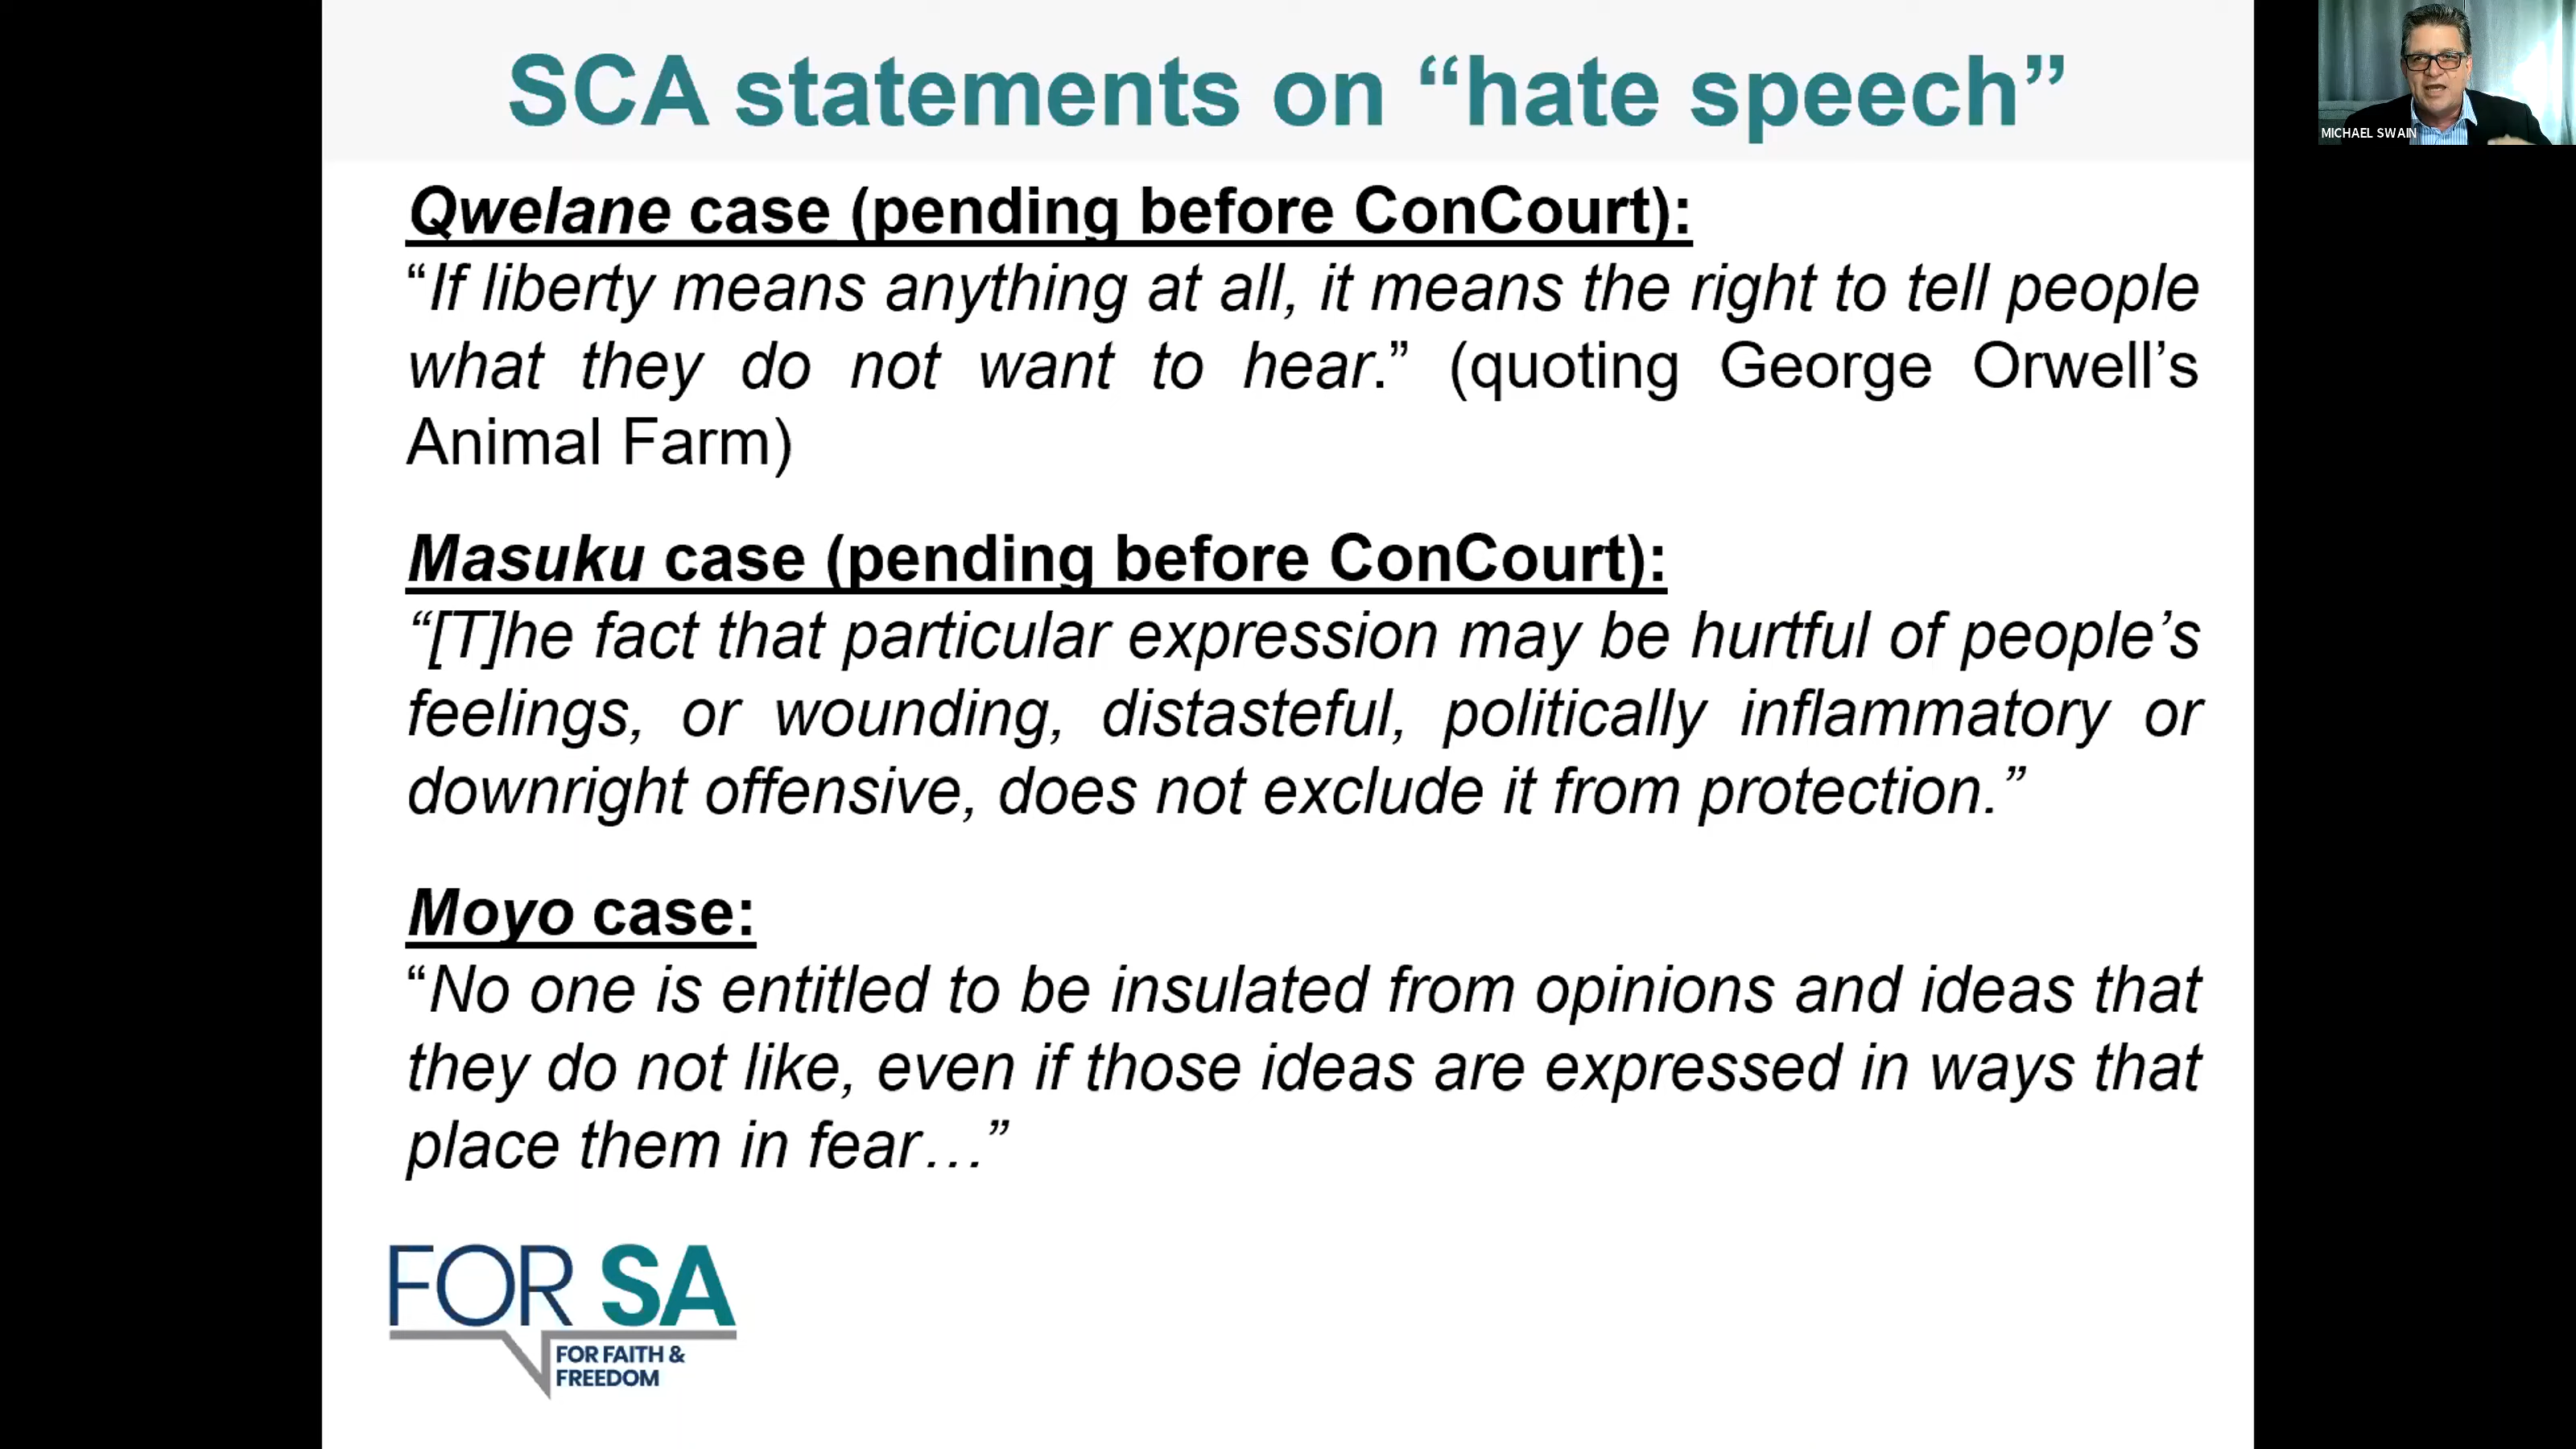 SCA statements on “hate speech”
MICHAEL SWAIN
Qwelane case (pending before ConCourt):
“If liberty means anything at all, it means the right to tell people
what they do not want to hear.” (quoting George Orwell’s
Animal Farm)
Masuku case (pending before ConCourt):
“[T]he fact that particular expression may be hurtful of people’s
feelings, or wounding, distasteful, politically inflammatory or
downright offensive, does not exclude it from protection.”
Moyo case:
“No one is entitled to be insulated from opinions and ideas that
they do not like, even if those ideas are expressed in ways that
place them in fear…”
FOR SA
FOR FAITH &
FREEDOM